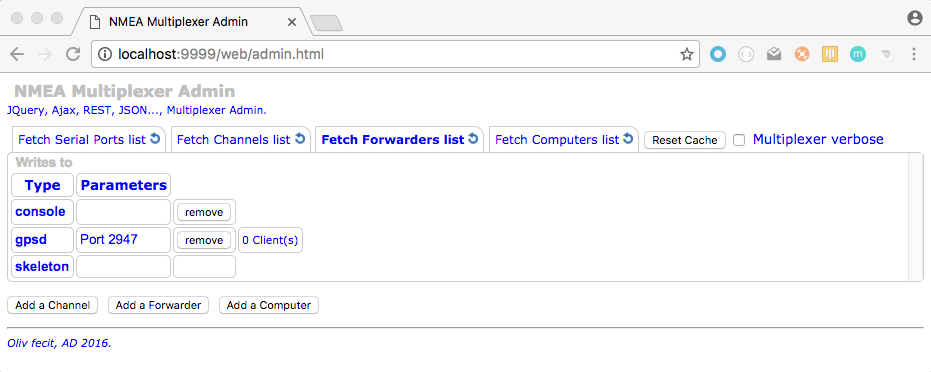 NMEA Multiplexer Admin
localhost:9999/web/admin.html
NMEA Multiplexer Admin
JQuery, Ajax, REST, JSON..., Multiplexer Admin.
Fetch Serial Ports list Fetch Channels list Fetch Forwarders list Fetch Computers list Reset Cache Multiplexer verbose
Writes to
Type Parameters
console remove
gpsd Port 2947 remove 0 Client(s)
skeleton
Add a Channel Add a Forwarder Add a Computer
Oliv fecit, AD 2016.